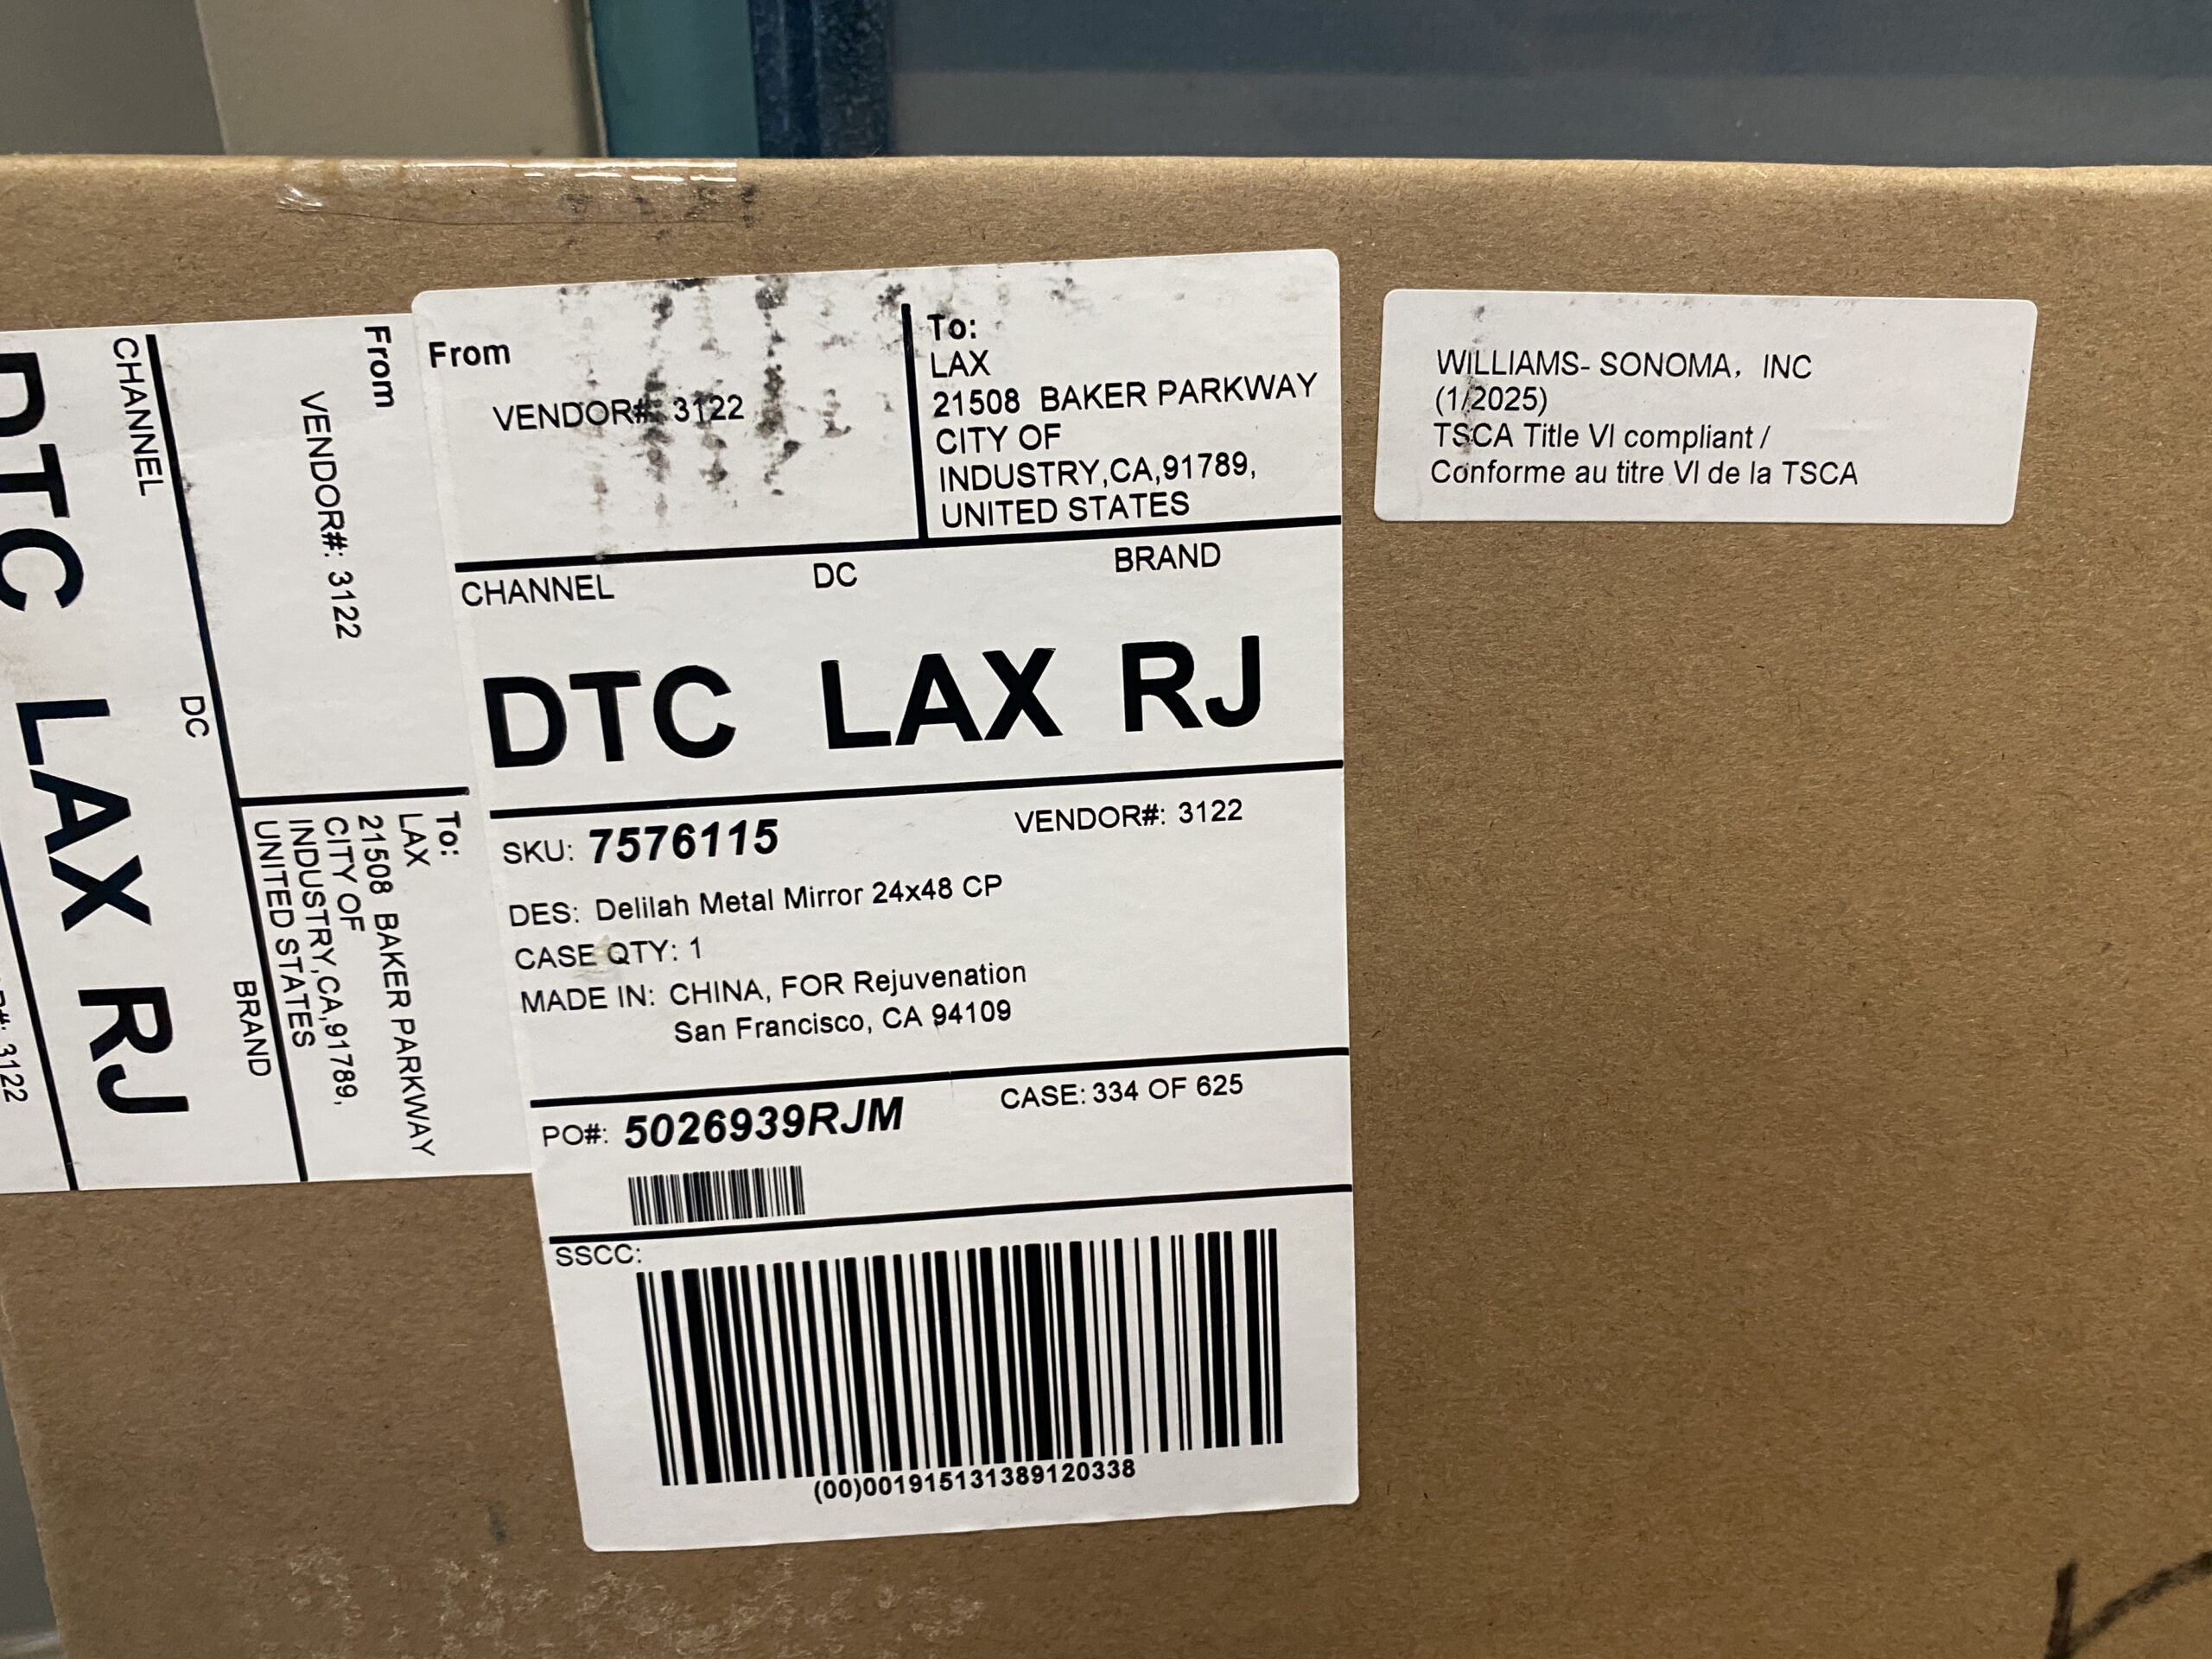 From
VENDOR#: 3122
To:
LAX
21508 BAKER PARKWAY
CITY OF
INDUSTRY,CA,91789,
UNITED STATES
CHANNEL DC BRAND
DTC LAX RJ
SKU: 7576115 VENDOR#: 3122
DES: Delilah Metal Mirror 24x48 CP
CASE QTY: 1
MADE IN: CHINA, FOR Rejuvenation
San Francisco, CA 94109
PO#: 5026939RJM CASE: 334 OF 625
SSCC:
(00)001915131389120338
WILLIAMS- SONOMA, INC
(1/2025)
TSCA Title VI compliant /
Conforme au titre VI de la TSCA
From
VENDOR#: 3122
To:
LAX
21508 BAKER PARKWAY
CITY OF
INDUSTRY,CA,91789,
UNITED STATES
CHANNEL DC BRAND
DTC LAX RJ
3122